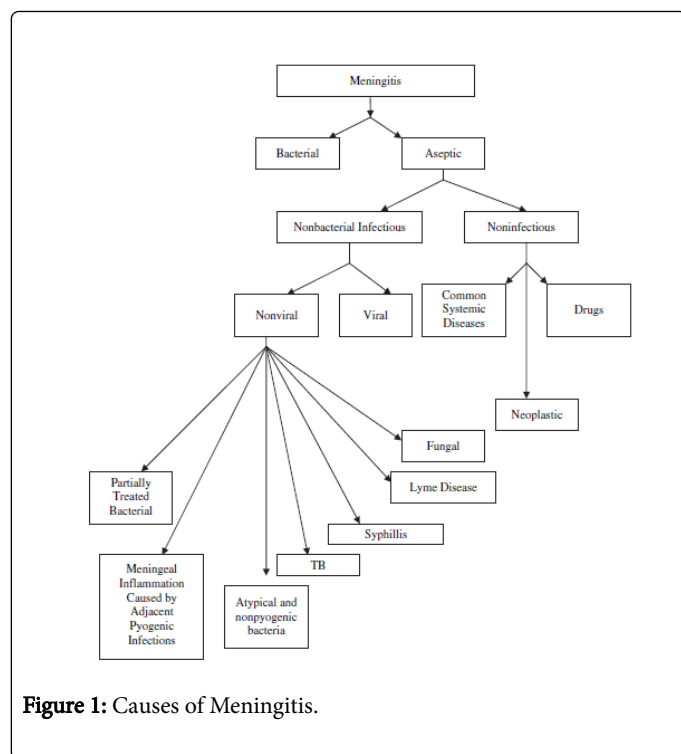 Meningitis
Bacterial
Aseptic
Nonbacterial Infectious
Noninfectious
Nonviral
Viral
Common
Systemic
Diseases
Drugs
Neoplastic
Fungal
Lyme Disease
Syphillis
TB
Atypical and
nonpyogenic
bacteria
Meningeal
Inflammation
Caused by
Adjacent
Pyogenic
Infections
Partially
Treated
Bacterial
Figure 1: Causes of Meningitis.